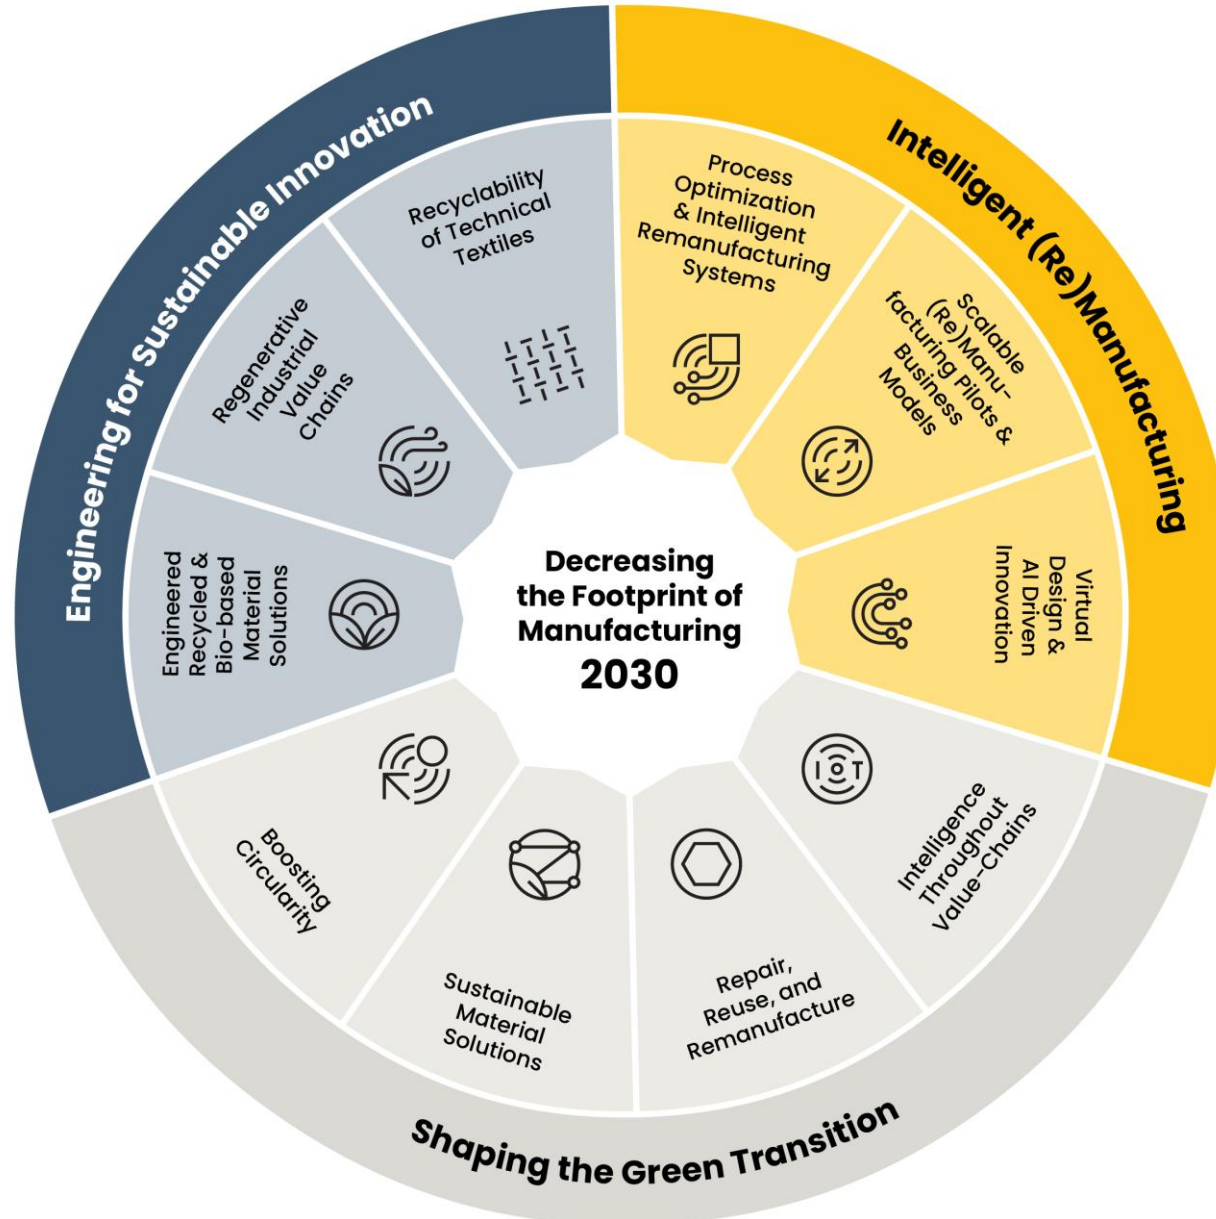 Engineering for Sustainable Innovation
Intelligent (Re)Manufacturing
Shaping the Green Transition
Recyclability
of Technical
Textiles
Process
Optimization
& Intelligent
Remanufacturing
Systems
Scalable
(Re)Manu-
facturing Pilots &
Business
Models
Virtual
Design &
AI Driven
Innovation
Intelligence
Throughout
Value-Chains
IOT
Repair,
Reuse, and
Remanufacture
Sustainable
Material
Solutions
Boosting
Circularity
Engineered
Recycled &
Bio-based
Material
Solutions
Regenerative
Industrial
Value
Chains
Decreasing
the Footprint of
Manufacturing
2030